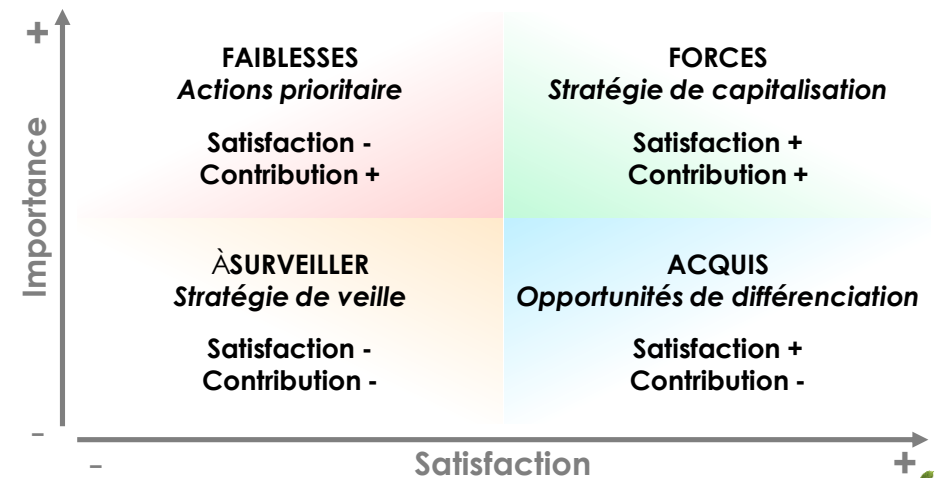 +
Importance
-
FAIBLESSES
Actions prioritaire
Satisfaction -
Contribution +
FORCES
Stratégie de capitalisation
Satisfaction +
Contribution +
ÀSURVEILLER
Stratégie de veille
Satisfaction -
Contribution -
ACQUIS
Opportunités de différenciation
Satisfaction +
Contribution -
-
Satisfaction
+